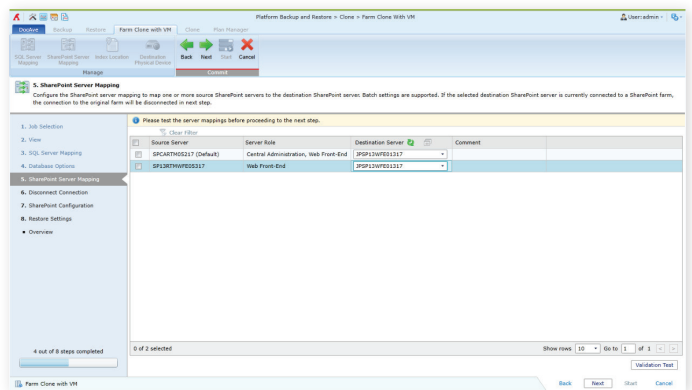 Platform Backup and Restore » Clone » Farm Clone With VM
User: admin
DocAve Backup Restore Farm Clone with VM Clone Plan Manager
SQL Server Mapping SharePoint Server Mapping Index Location Destination Physical Device Back Next Start Cancel
Manage Commit
5. SharePoint Server Mapping
Configure the SharePoint server mapping to map one or more source SharePoint servers to the destination SharePoint server. Batch settings are supported. If the selected destination SharePoint server is currently connected to a SharePoint farm,
the connection to the original farm will be disconnected in next step.
1. Job Selection
2. View
3. SQL Server Mapping
4. Database Options
5. SharePoint Server Mapping
6. Disconnect Connection
7. SharePoint Configuration
8. Restore Settings
• Overview
4 out of 8 steps completed
Please test the server mappings before proceeding to the next step.
Clear Filter
Source Server Server Role Destination Server Comment
SPCARTM05217 (Default) Central Administration, Web Front-End JPSP13WFE01317
SP13RTMWFE05317 Web Front-End JPSP13WFE01317
0 of 2 selected Show rows 10 Go to 1 of 1
Validation Test
Farm Clone with VM Back Next Start Cancel